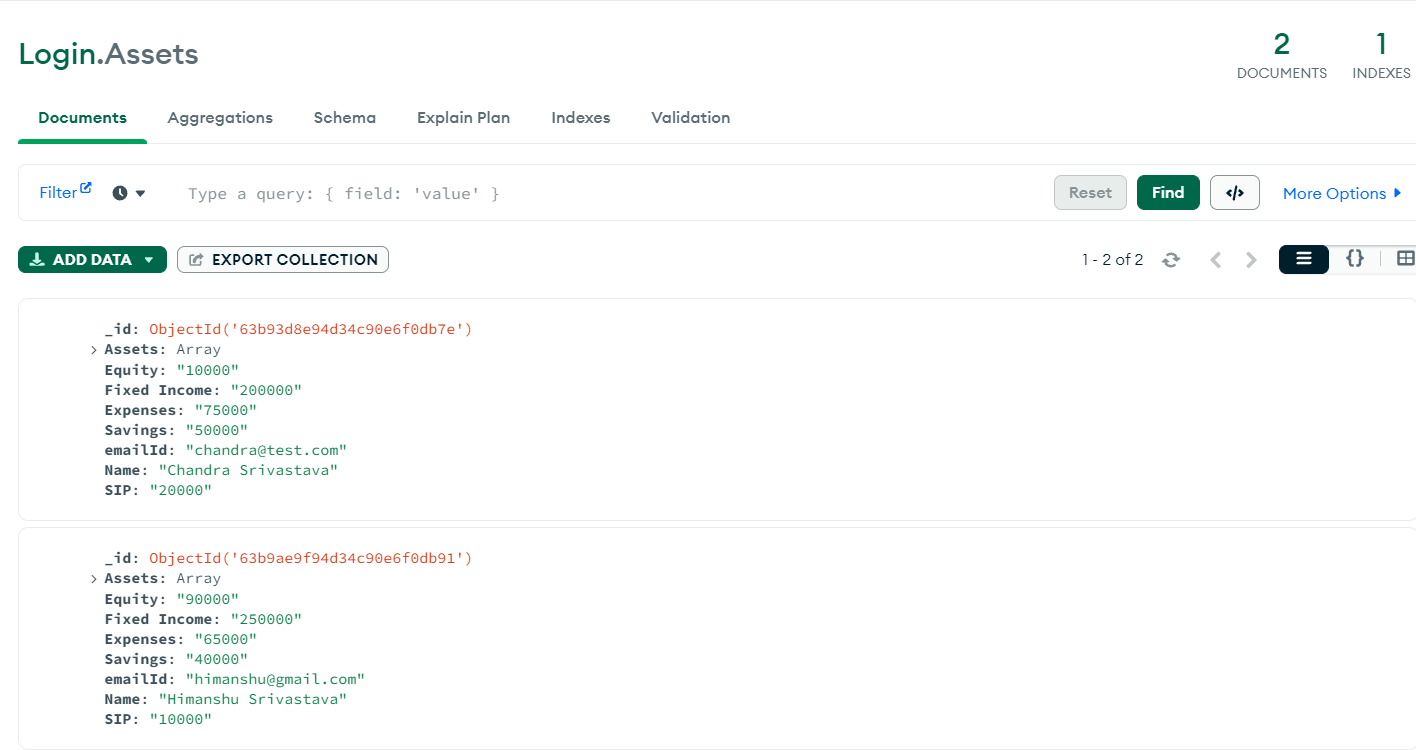 Login.Assets
2
DOCUMENTS
1
INDEXES
Documents Aggregations Schema Explain Plan Indexes Validation
Filter Type a query: { field: 'value' } Reset Find </> More Options
ADD DATA EXPORT COLLECTION 1 - 2 of 2 {}
_id: ObjectId('63b93d8e94d34c90e6f0db7e')
Assets: Array
Equity: "10000"
Fixed Income: "200000"
Expenses: "75000"
Savings: "50000"
emailId: "chandra@test.com"
Name: "Chandra Srivastava"
SIP: "20000"
_id: ObjectId('63b9ae9f94d34c90e6f0db91')
Assets: Array
Equity: "90000"
Fixed Income: "250000"
Expenses: "65000"
Savings: "40000"
emailId: "himanshu@gmail.com"
Name: "Himanshu Srivastava"
SIP: "10000"